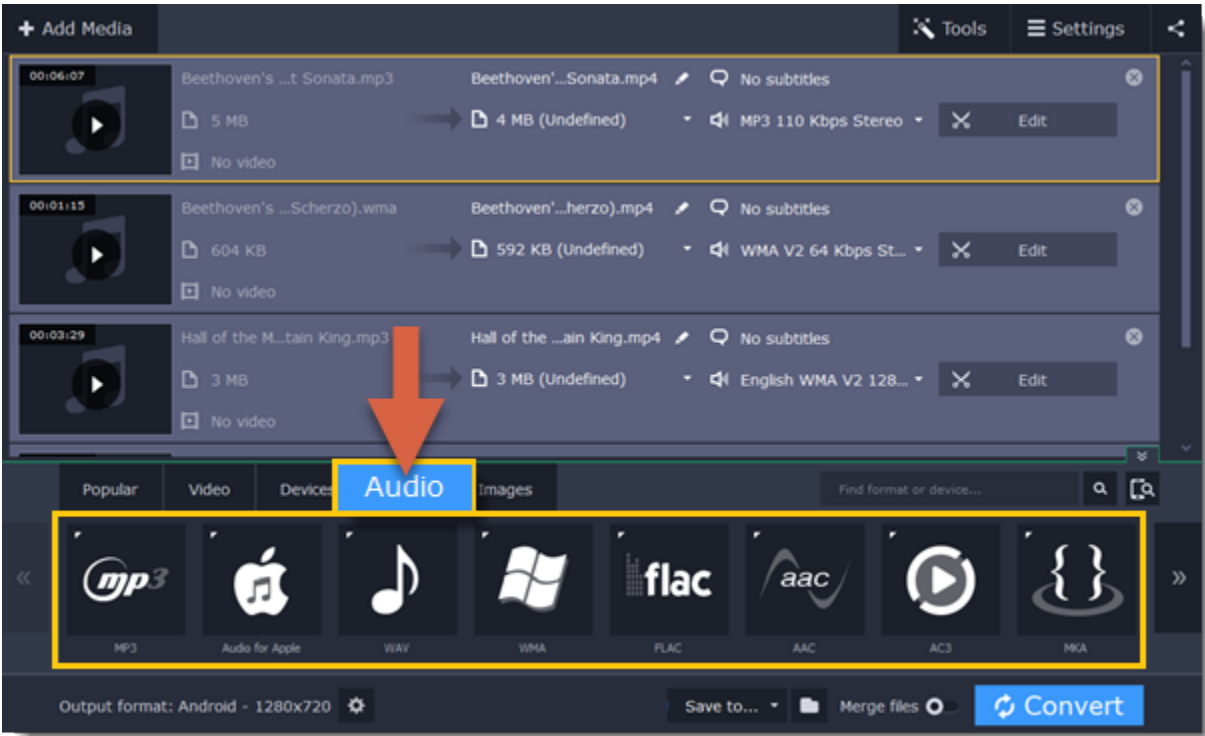 Add Media
Tools
Settings
00:06:07
Beethoven's ...t Sonata.mp3
Beethoven'...Sonata.mp4
No subtitles
5 MB
4 MB (Undefined)
MP3 110 Kbps Stereo
Edit
No video
00:01:15
Beethoven's ...Scherzo).wma
Beethoven'...herzo).mp4
No subtitles
604 KB
592 KB (Undefined)
WMA V2 64 Kbps St...
Edit
No video
00:03:29
Hall of the M...tain King.mp3
Hall of the ...ain King.mp4
No subtitles
3 MB
3 MB (Undefined)
English WMA V2 128...
Edit
No video
Popular
Video
Devices
Audio
Images
Find format or device...
mp3
flac
aac
{ }
MP3
Audio for Apple
WAV
WMA
FLAC
AAC
AC3
MKA
Output format: Android - 1280x720
Save to...
Merge files
Convert